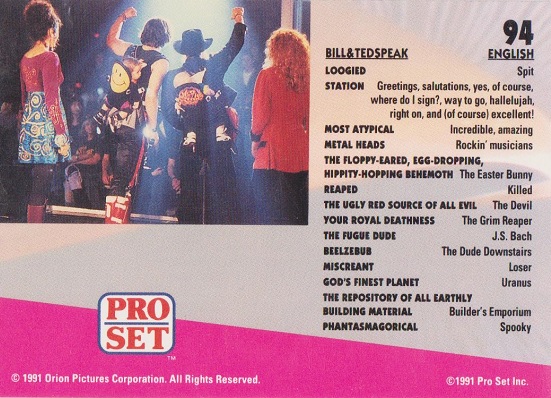 94
BILL&TEDSPEAK ENGLISH
LOOGIED Spit
STATION Greetings, salutations, yes, of course,
where do I sign?, way to go, hallelujah,
right on, and (of course) excellent!
MOST ATYPICAL Incredible, amazing
METAL HEADS Rockin' musicians
THE FLOPPY-EARED, EGG-DROPPING,
HIPPITY-HOPPING BEHEMOTH The Easter Bunny
REAPED Killed
THE UGLY RED SOURCE OF ALL EVIL The Devil
YOUR ROYAL DEATHNESS The Grim Reaper
THE FUGUE DUDE J.S. Bach
BEELZEBUB The Dude Downstairs
MISCREANT Loser
GOD'S FINEST PLANET Uranus
THE REPOSITORY OF ALL EARTHLY
BUILDING MATERIAL Builder's Emporium
PHANTASMAGORICAL Spooky
PRO
SET
TM
© 1991 Orion Pictures Corporation. All Rights Reserved.
©1991 Pro Set Inc.